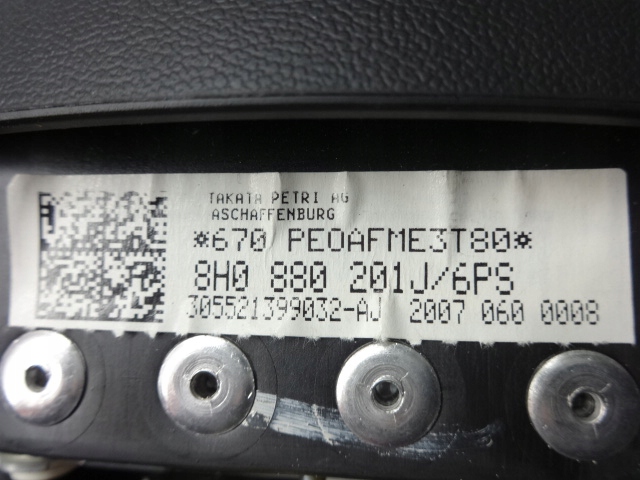 TAKATA PETRI AG
ASCHAFFENBURG
*670 PEOAFME3T80*
8H0 880 201J/6PS
305521399032-AJ 2007 060 0008